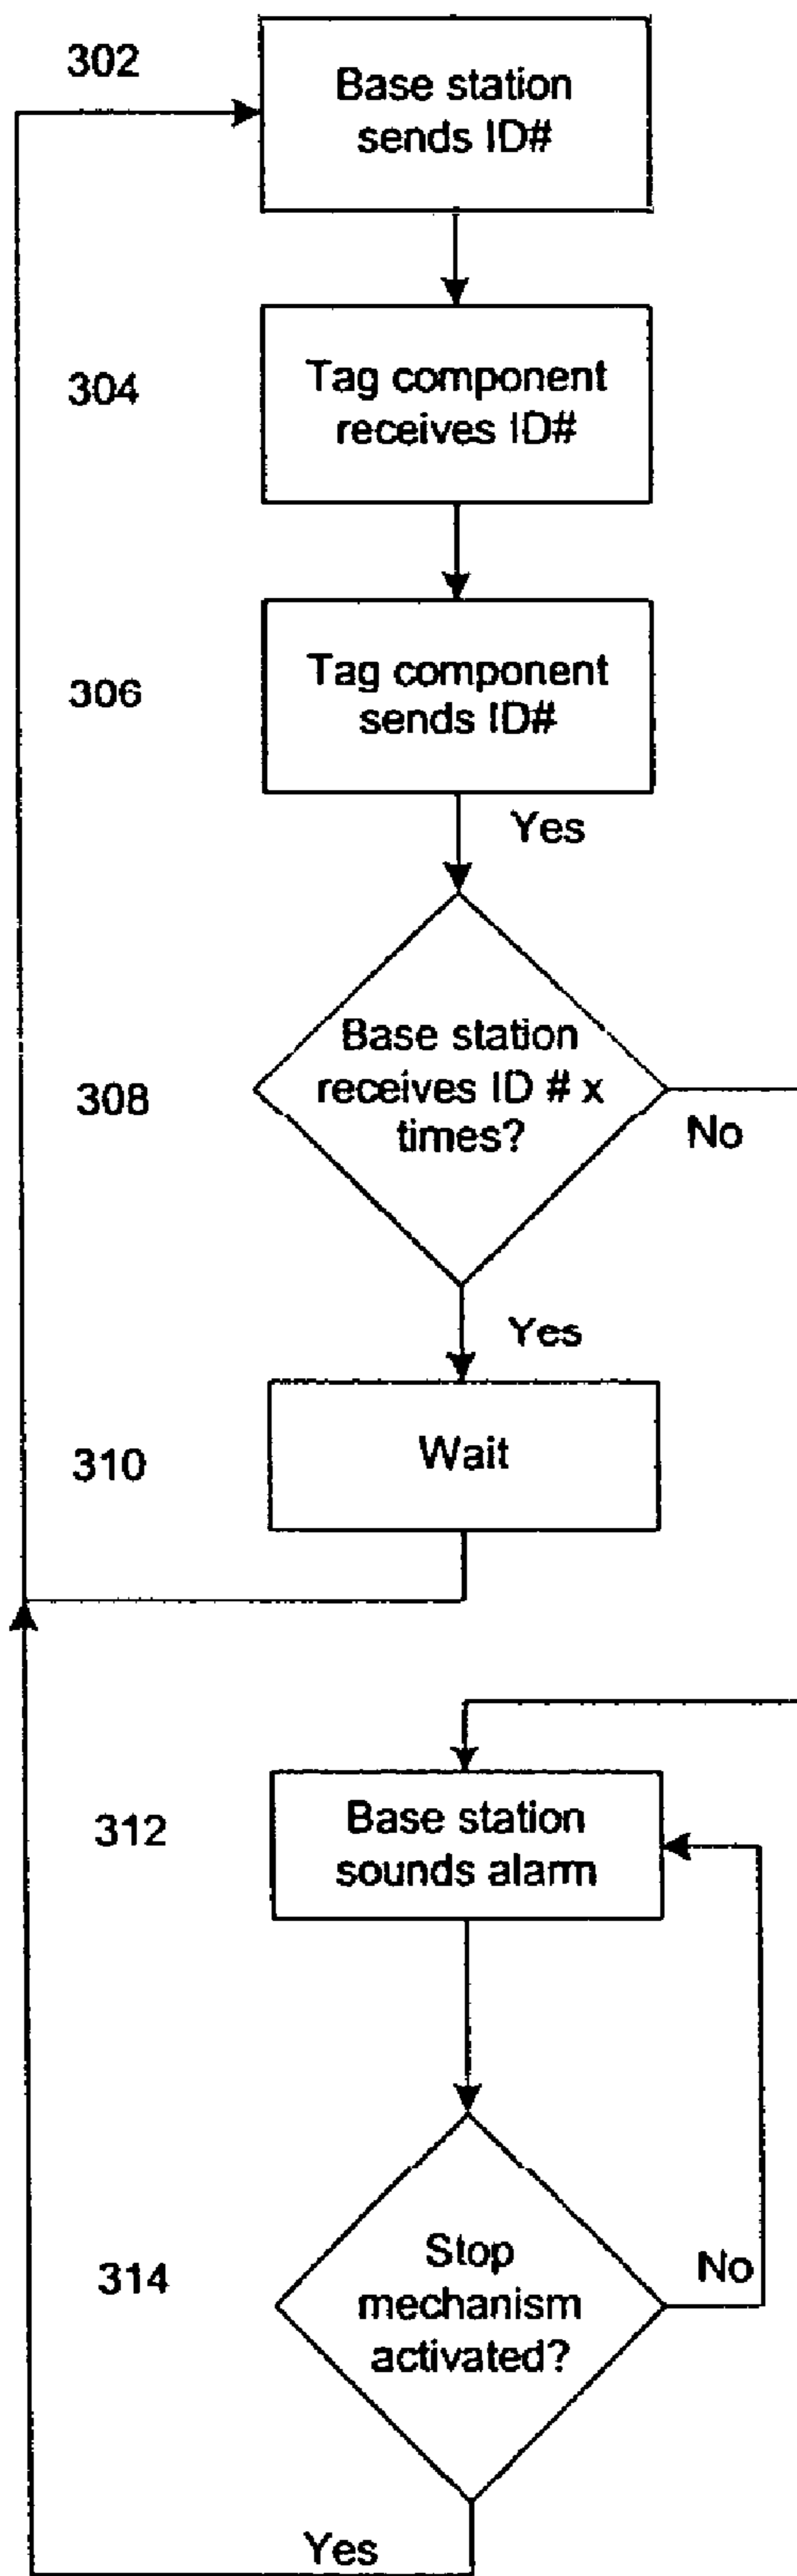 302
Base station
sends ID#
304
Tag component
receives ID#
306
Tag component
sends ID#
Yes
308
Base station
receives ID # x
times?
No
Yes
310
Wait
312
Base station
sounds alarm
314
Stop
mechanism
activated?
No
Yes